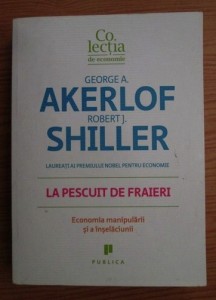 Co.
lecția
de economie
GEORGE A.
AKERLOF
ROBERT J.
SHILLER
LAUREAȚI AI PREMIULUI NOBEL PENTRU ECONOMIE
LA PESCUIT DE FRAIERI
Economia manipulării
și a înșelăciunii
P
PUBLICA